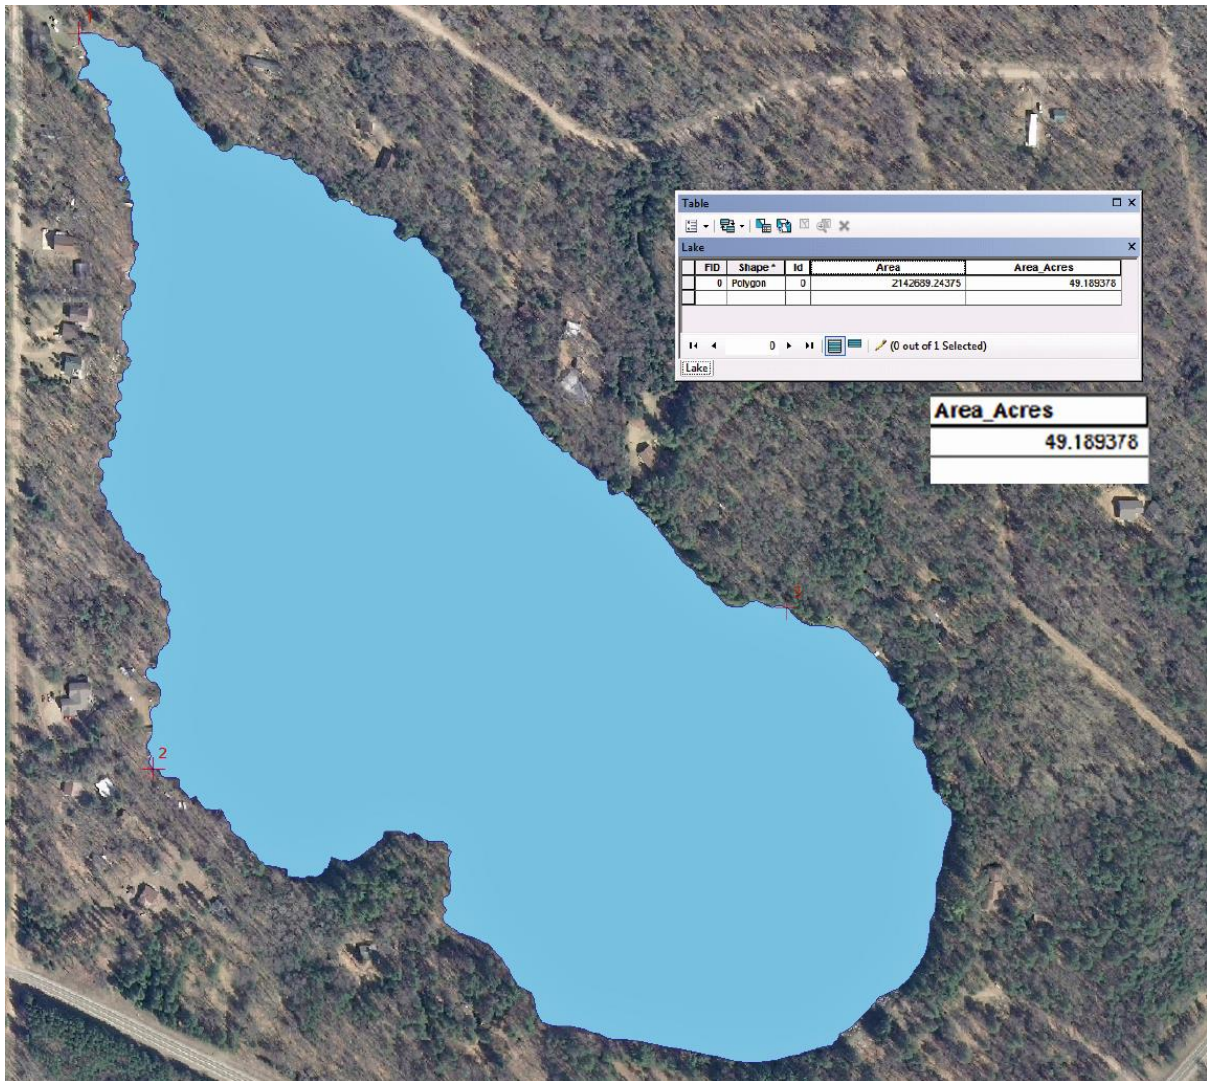 1
Table
Lake
FID Shape * Id Area Area_Acres
0 Polygon 0 2142689.24375 49.189378
0 (0 out of 1 Selected)
Lake
Area_Acres
49.189378
2